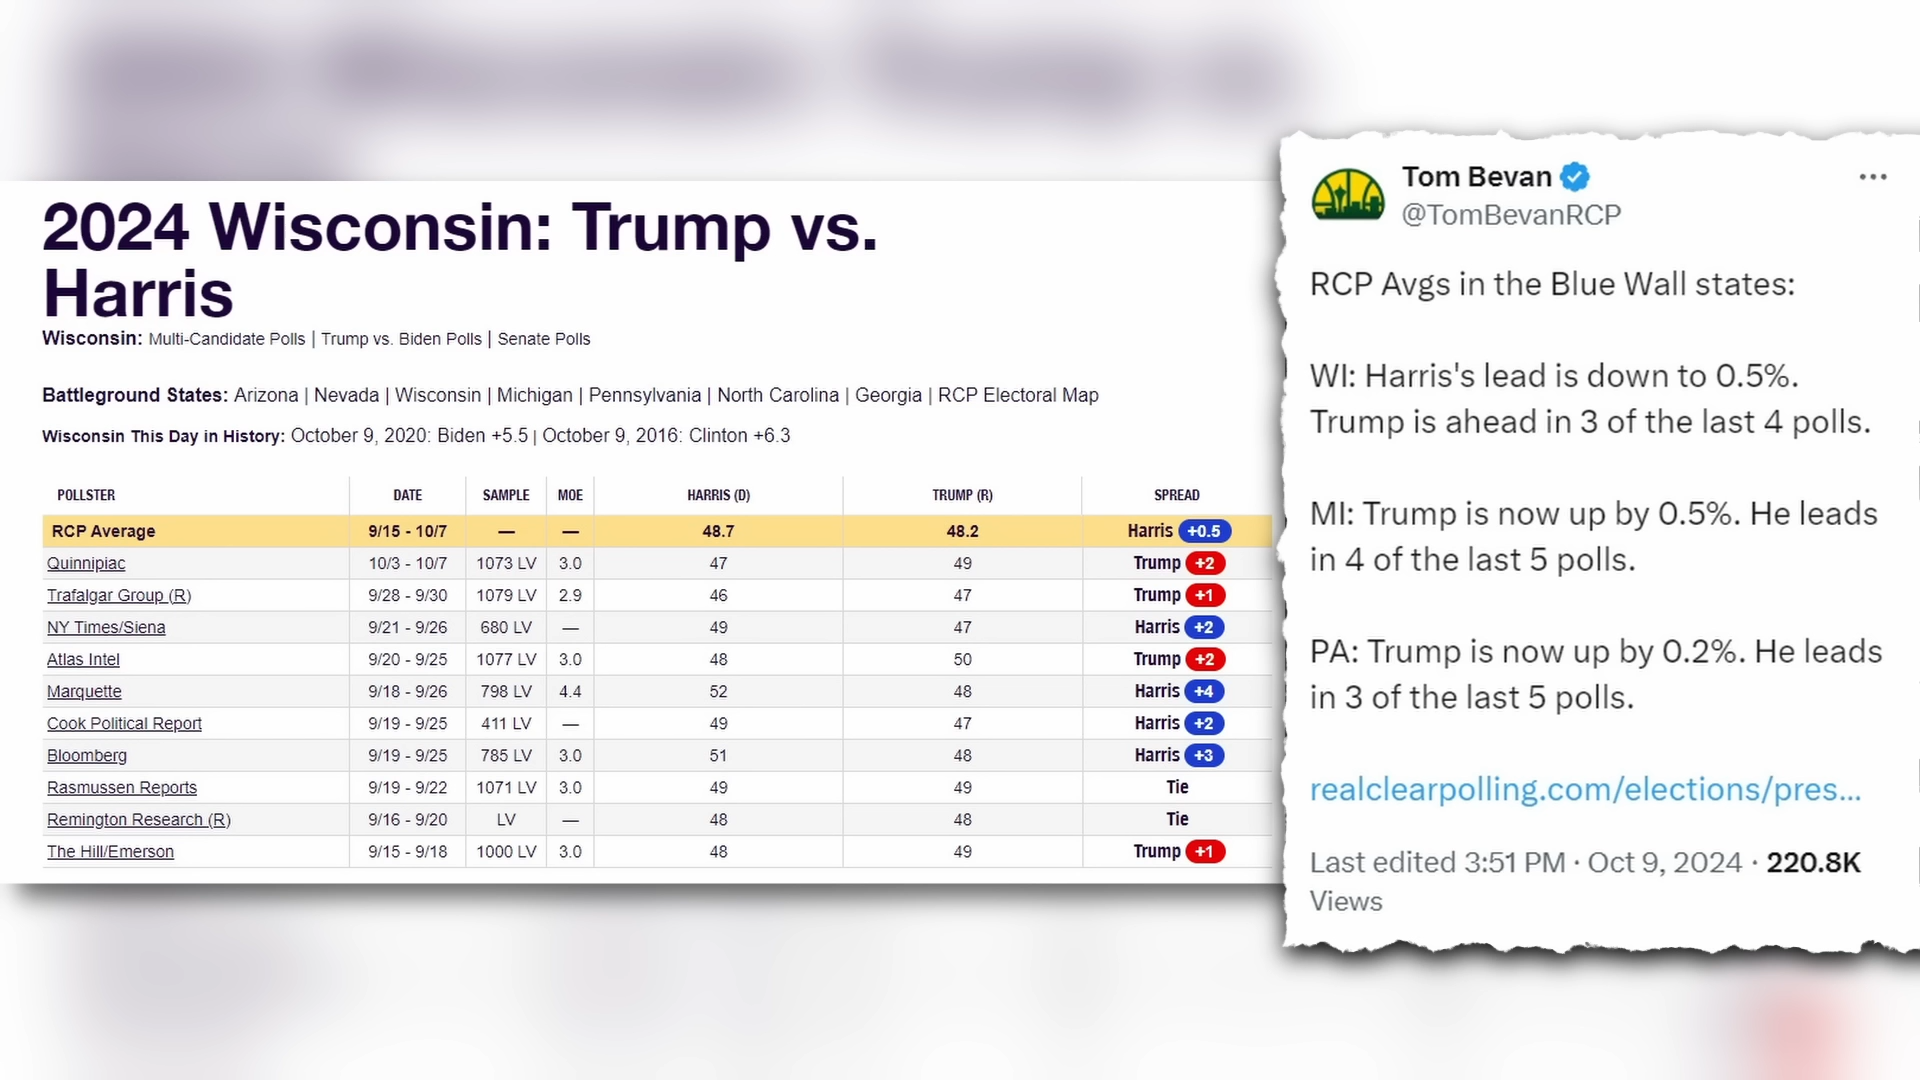 2024 Wisconsin: Trump vs.
Harris
Wisconsin: Multi-Candidate Polls | Trump vs. Biden Polls | Senate Polls
Battleground States: Arizona | Nevada | Wisconsin | Michigan | Pennsylvania | North Carolina | Georgia | RCP Electoral Map
Wisconsin This Day in History: October 9, 2020: Biden +5.5 | October 9, 2016: Clinton +6.3
POLLSTER DATE SAMPLE MOE HARRIS (D) TRUMP (R) SPREAD
RCP Average 9/15 - 10/7 — — 48.7 48.2 Harris +0.5
Quinnipiac 10/3 - 10/7 1073 LV 3.0 47 49 Trump +2
Trafalgar Group (R) 9/28 - 9/30 1079 LV 2.9 46 47 Trump +1
NY Times/Siena 9/21 - 9/26 680 LV — 49 47 Harris +2
Atlas Intel 9/20 - 9/25 1077 LV 3.0 48 50 Trump +2
Marquette 9/18 - 9/26 798 LV 4.4 52 48 Harris +4
Cook Political Report 9/19 - 9/25 411 LV — 49 47 Harris +2
Bloomberg 9/19 - 9/25 785 LV 3.0 51 48 Harris +3
Rasmussen Reports 9/19 - 9/22 1071 LV 3.0 49 49 Tie
Remington Research (R) 9/16 - 9/20 LV — 48 48 Tie
The Hill/Emerson 9/15 - 9/18 1000 LV 3.0 48 49 Trump +1
Tom Bevan
@TomBevanRCP
RCP Avgs in the Blue Wall states:
WI: Harris's lead is down to 0.5%.
Trump is ahead in 3 of the last 4 polls.
MI: Trump is now up by 0.5%. He leads
in 4 of the last 5 polls.
PA: Trump is now up by 0.2%. He leads
in 3 of the last 5 polls.
realclearpolling.com/elections/pres...
Last edited 3:51 PM · Oct 9, 2024 · 220.8K
Views